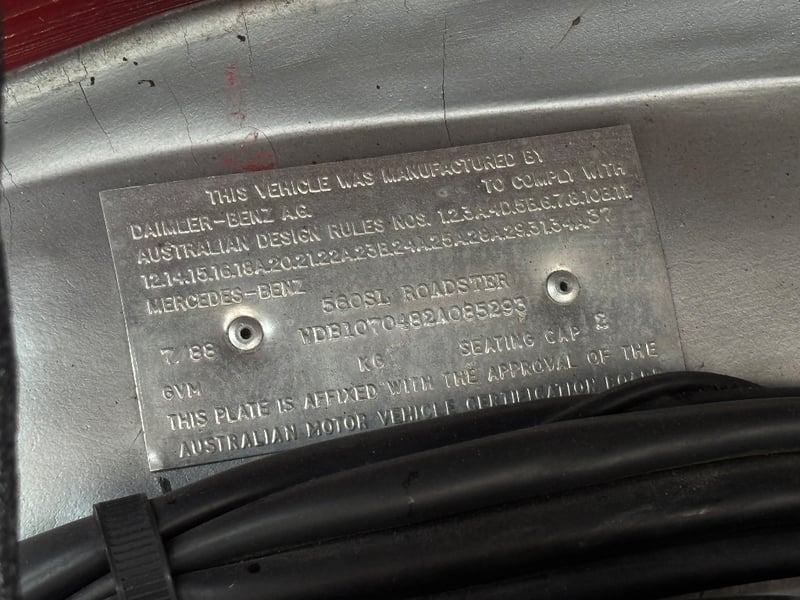 THIS VEHICLE WAS MANUFACTURED BY
DAIMLER-BENZ A.G. TO COMPLY WITH
AUSTRALIAN DESIGN RULES NOS. 1.2.3A.4D.5B.6.7.8.10B.11.
12.14.15.16.18A.20.21.22A.23B.24A.25A.28A.29.31.34A.37
MERCEDES-BENZ 560SL ROADSTER
WDB1070482A085293
7/88
GVM KG SEATING CAP 2
THIS PLATE IS AFFIXED WITH THE APPROVAL OF THE
AUSTRALIAN MOTOR VEHICLE CERTIFICATION BOARD